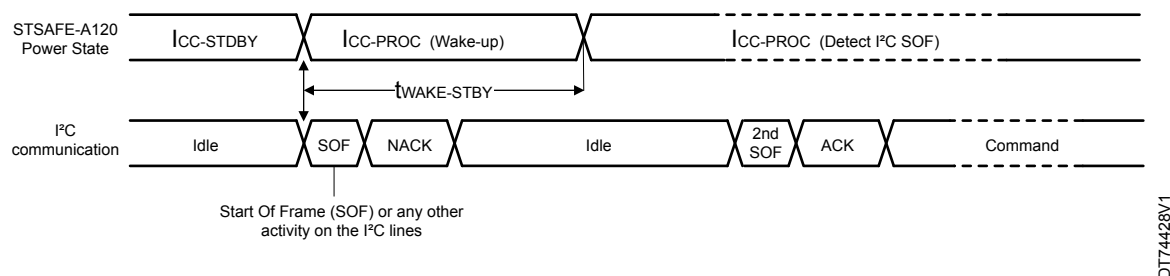 STSAFE-A120
Power State
ICC-STDBY
ICC-PROC (Wake-up)
ICC-PROC (Detect I²C SOF)
tWAKE-STBY
I²C
communication
Idle
SOF
NACK
Idle
2nd
SOF
ACK
Command
Start Of Frame (SOF) or any other
activity on the I²C lines
DT74428V1